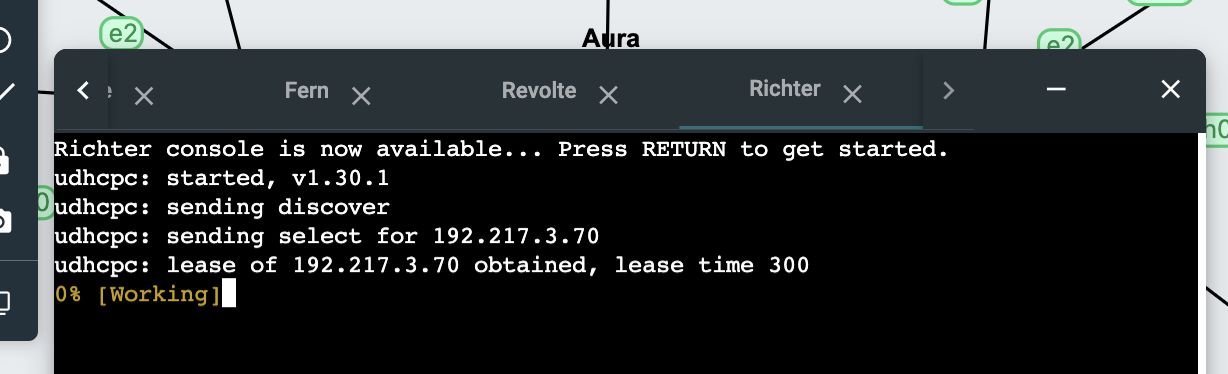 e2
Aura
e2
Fern
Revolte
Richter
Richter console is now available... Press RETURN to get started.
udhcpc: started, v1.30.1
udhcpc: sending discover
udhcpc: sending select for 192.217.3.70
udhcpc: lease of 192.217.3.70 obtained, lease time 300
0% [Working]